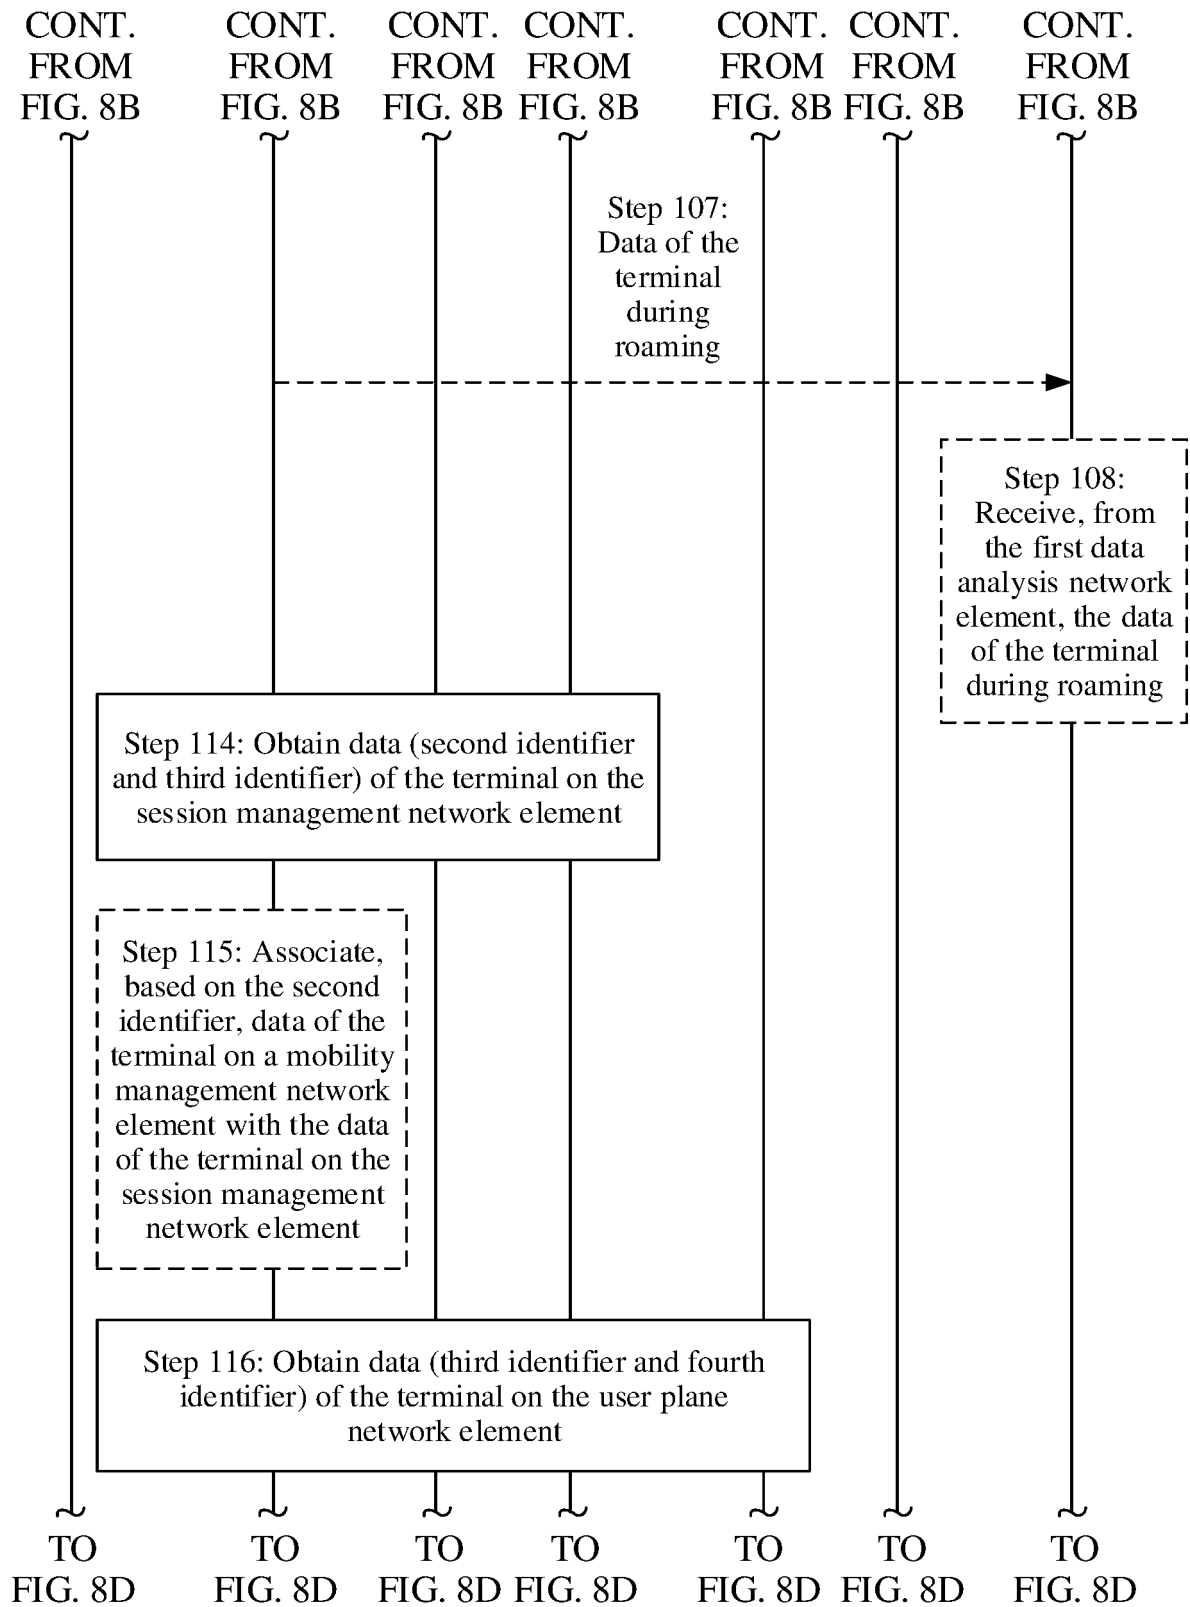 CONT. CONT. CONT. CONT. CONT. CONT. CONT.
FROM FROM FROM FROM FROM FROM FROM
FIG. 8B FIG. 8B FIG. 8B FIG. 8B FIG. 8B FIG. 8B FIG. 8B
Step 107:
Data of the
terminal
during
roaming
Step 108:
Receive, from
the first data
analysis network
element, the data
of the terminal
during roaming
Step 114: Obtain data (second identifier
and third identifier) of the terminal on the
session management network element
Step 115: Associate,
based on the second
identifier, data of the
terminal on a mobility
management network
element with the data
of the terminal on the
session management
network element
Step 116: Obtain data (third identifier and fourth
identifier) of the terminal on the user plane
network element
TO TO TO TO TO TO TO
FIG. 8D FIG. 8D FIG. 8D FIG. 8D FIG. 8D FIG. 8D FIG. 8D